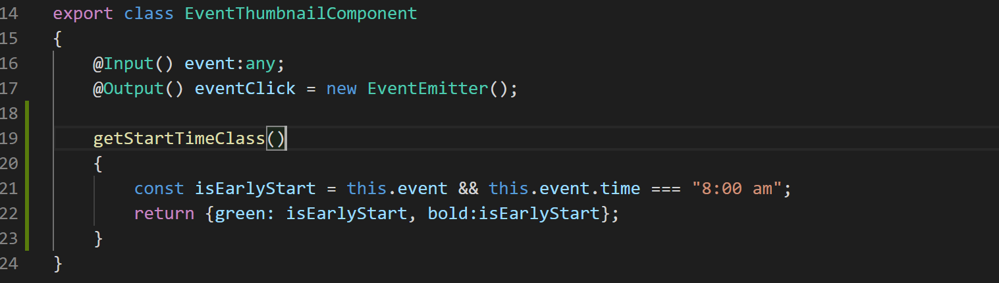 14 export class EventThumbnailComponent
15 {
16     @Input() event:any;
17     @Output() eventClick = new EventEmitter();
18
19     getStartTimeClass()
20     {
21         const isEarlyStart = this.event && this.event.time === "8:00 am";
22         return {green: isEarlyStart, bold:isEarlyStart};
23     }
24 }